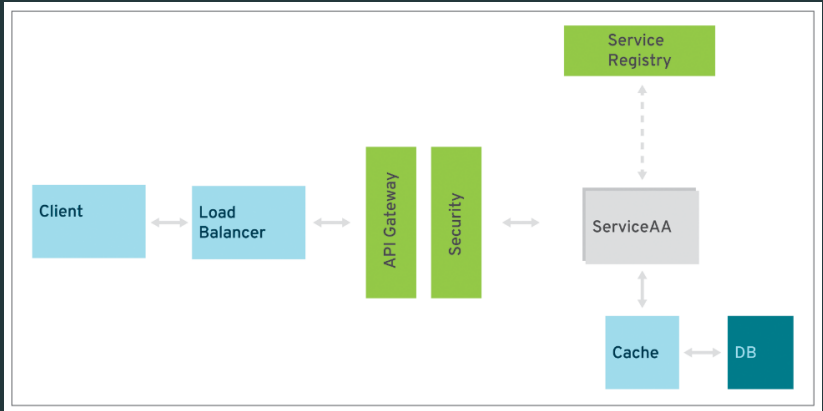 Service
Registry
Client
Load
Balancer
API Gateway
Security
ServiceAA
Cache
DB